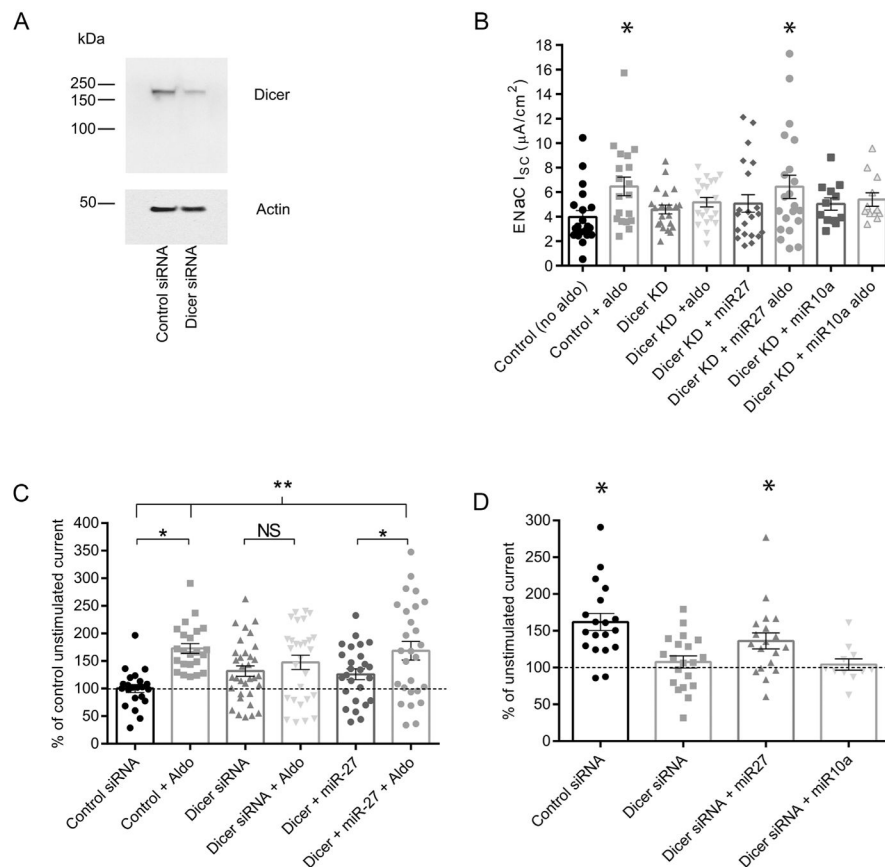 A
kDa
250
150
100
50
Dicer
Actin
Control siRNA
Dicer siRNA
B
*
*
ENaC I_SC (μA/cm²)
18
16
14
12
10
8
6
4
2
0
Control (no aldo)
Control + aldo
Dicer KD
Dicer KD +aldo
Dicer KD + miR27
Dicer KD + miR27 aldo
Dicer KD + miR10a
Dicer KD + miR10a aldo
C
**
*
NS
*
% of control unstimulated current
400
350
300
250
200
150
100
50
0
Control siRNA
Control + Aldo
Dicer siRNA
Dicer siRNA + Aldo
Dicer + miR-27
Dicer + miR-27 + Aldo
D
*
*
% of unstimulated current
300
250
200
150
100
50
0
Control siRNA
Dicer siRNA
Dicer siRNA + miR27
Dicer siRNA + miR10a